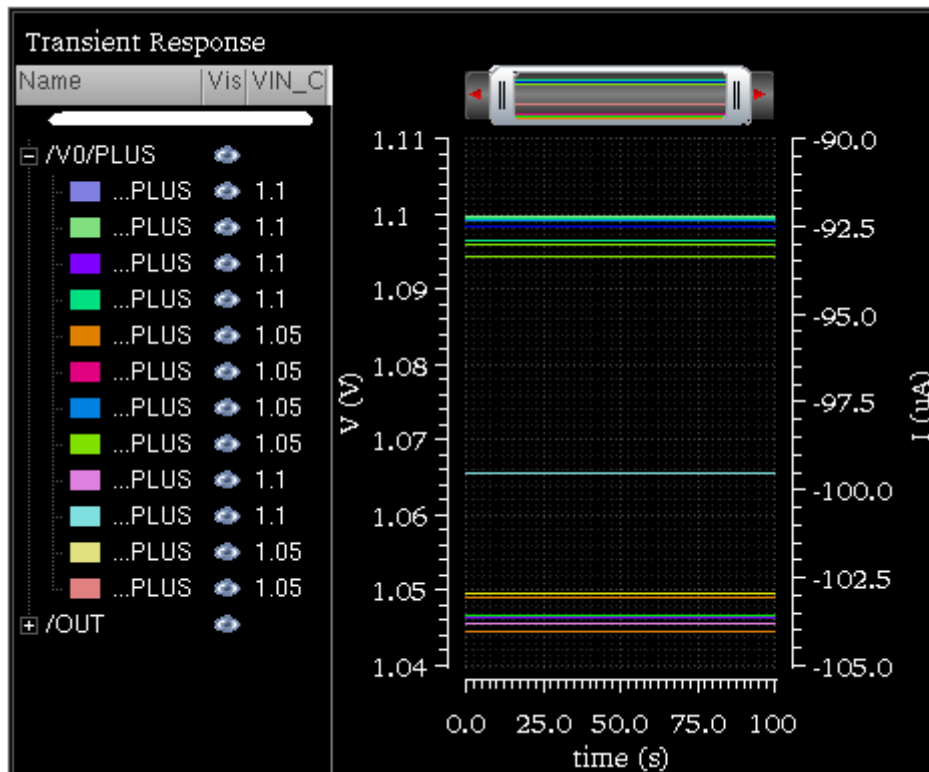 Transient Response
Name Vis VIN_C
/V0/PLUS
...PLUS 1.1
...PLUS 1.1
...PLUS 1.1
...PLUS 1.1
...PLUS 1.05
...PLUS 1.05
...PLUS 1.05
...PLUS 1.05
...PLUS 1.1
...PLUS 1.1
...PLUS 1.05
...PLUS 1.05
/OUT
V (V)
1.11
1.1
1.09
1.08
1.07
1.06
1.05
1.04
-90.0
-92.5
-95.0
-97.5
-100.0
-102.5
-105.0
I (uA)
0.0 25.0 50.0 75.0 100
time (s)